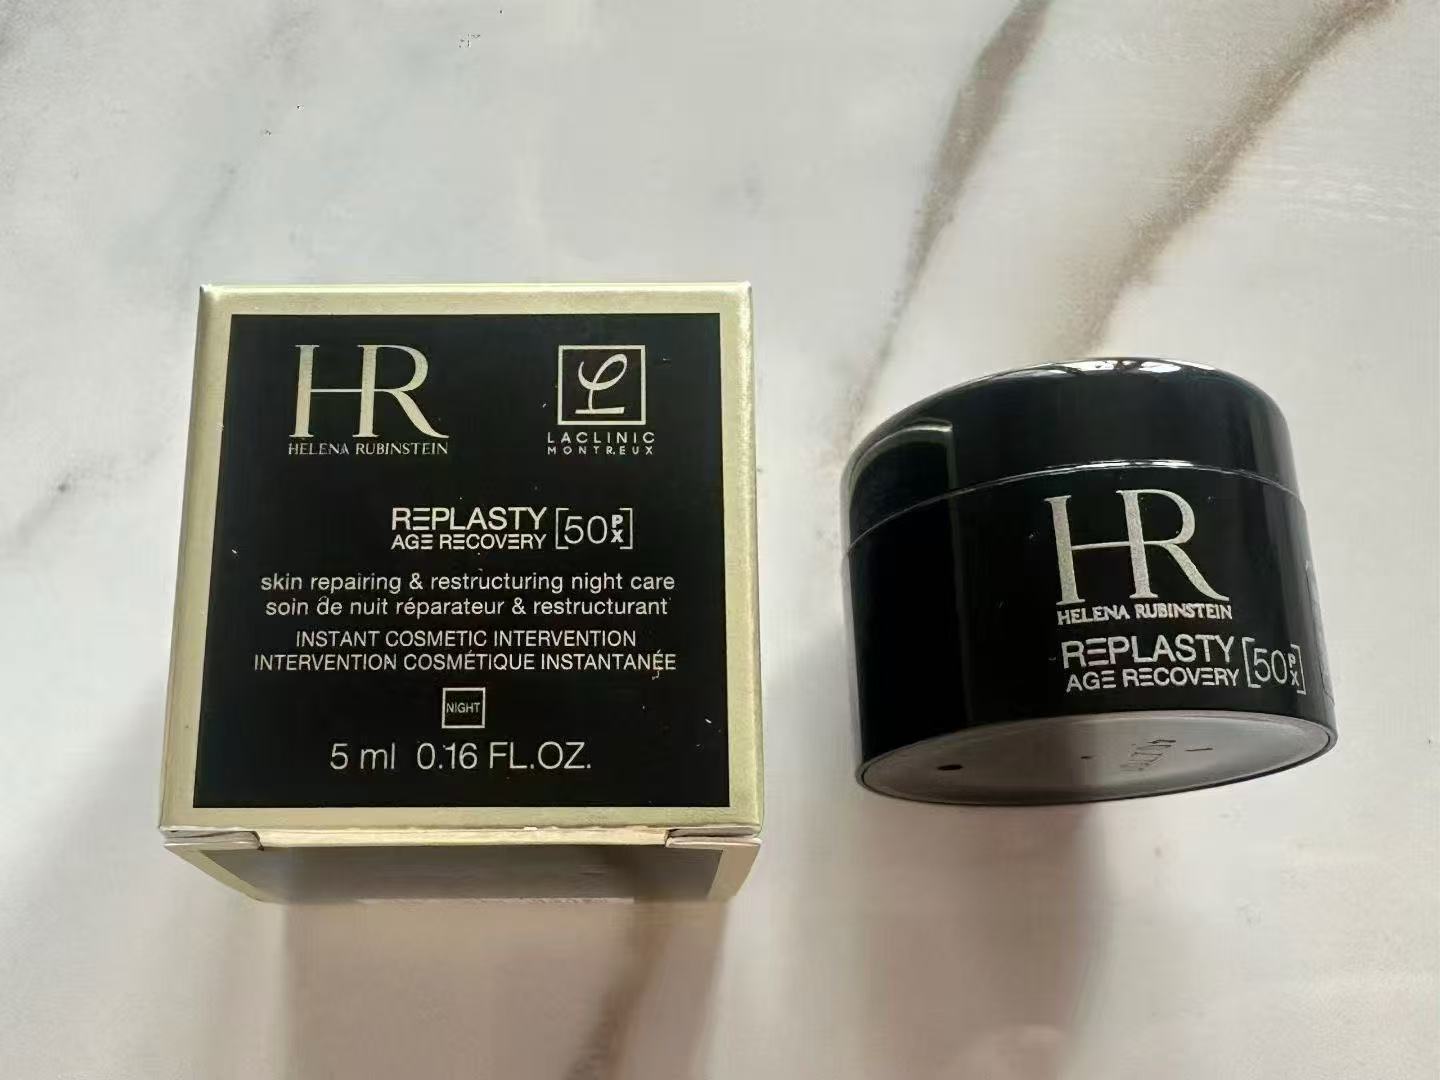 HR
HELENA RUBINSTEIN
LACLINIC
MONTREUX
REPLASTY
AGE RECOVERY
[50PX]
skin repairing & restructuring night care
soin de nuit réparateur & restructurant
INSTANT COSMETIC INTERVENTION
INTERVENTION COSMÉTIQUE INSTANTANÉE
NIGHT
5 ml 0.16 FL.OZ.
HR
HELENA RUBINSTEIN
REPLASTY
AGE RECOVERY
[50PX]